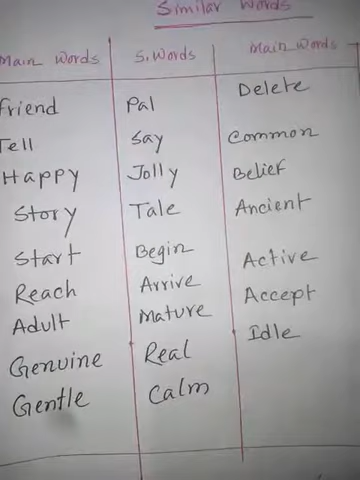 Similar Words
Main Words S.Words Main Words
Friend Pal Delete
Tell Say Common
Happy Jolly Belief
Story Tale Ancient
Start Begin Active
Reach Arrive Accept
Adult Mature Idle
Genuine Real
Gentle Calm